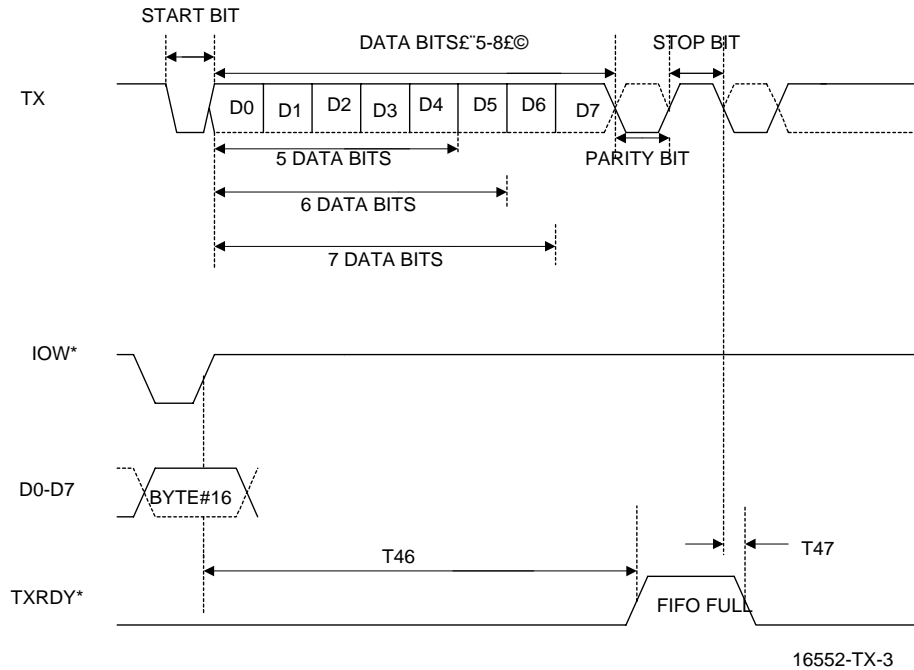 START BIT
DATA BITS£¨5-8£©
STOP BIT
TX
D0 D1 D2 D3 D4 D5 D6 D7
5 DATA BITS
PARITY BIT
6 DATA BITS
7 DATA BITS
IOW*
D0-D7
BYTE#16
T46
T47
TXRDY*
FIFO FULL
16552-TX-3